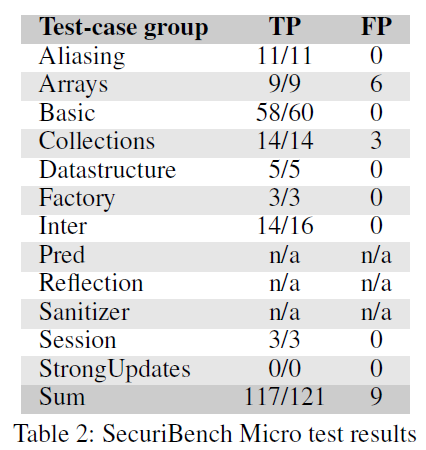 Test-case group TP FP
Aliasing 11/11 0
Arrays 9/9 6
Basic 58/60 0
Collections 14/14 3
Datastructure 5/5 0
Factory 3/3 0
Inter 14/16 0
Pred n/a n/a
Reflection n/a n/a
Sanitizer n/a n/a
Session 3/3 0
StrongUpdates 0/0 0
Sum 117/121 9
Table 2: SecuriBench Micro test results